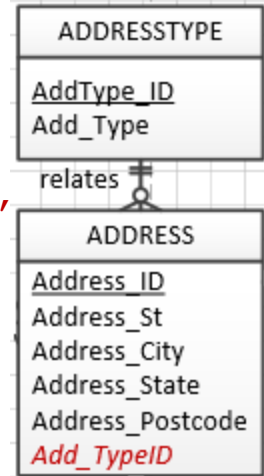 ADDRESSTYPE
AddType_ID
Add_Type
relates
,
ADDRESS
Address_ID
Address_St
Address_City
Address_State
Address_Postcode
Add_TypeID